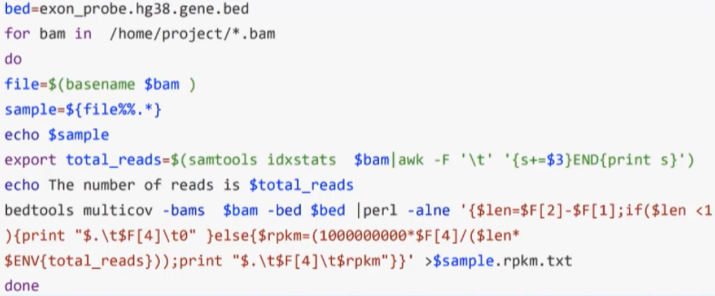 bed=exon_probe.hg38.gene.bed
for bam in  /home/project/*.bam
do
file=$(basename $bam )
sample=${file%%.*}
echo $sample
export total_reads=$(samtools idxstats  $bam|awk -F '\t' '{s+=$3}END{print s}')
echo The number of reads is $total_reads
bedtools multicov -bams  $bam -bed $bed |perl -alne '{$len=$F[2]-$F[1];if($len <1
){print "$.\t$F[4]\t0" }else{$rpkm=(1000000000*$F[4]/($len*
$ENV{total_reads}));print "$.\t$F[4]\t$rpkm"}}' >$sample.rpkm.txt
done